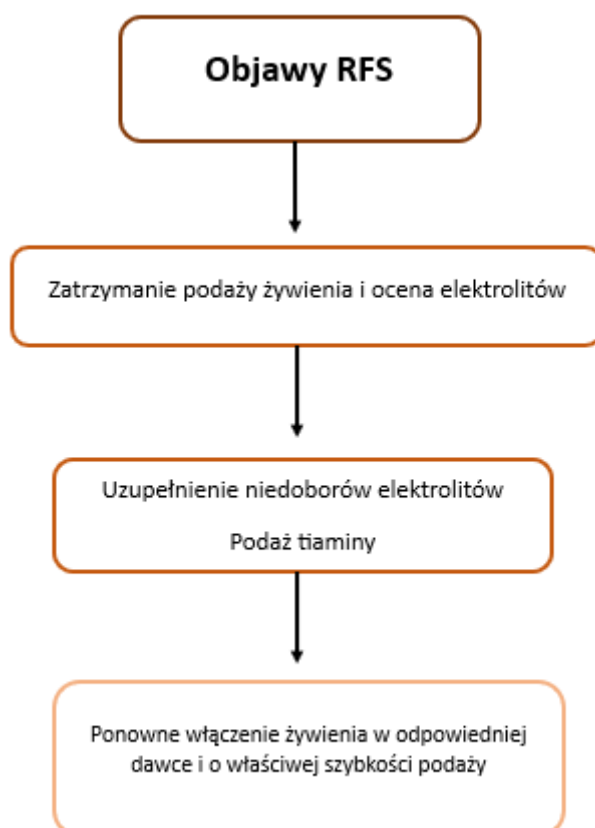 Objawy RFS
Zatrzymanie podaży żywienia i ocena elektrolitów
Uzupełnienie niedoborów elektrolitów
Podaż tiaminy
Ponowne włączenie żywienia w odpowiedniej
dawce i o właściwej szybkości podaży